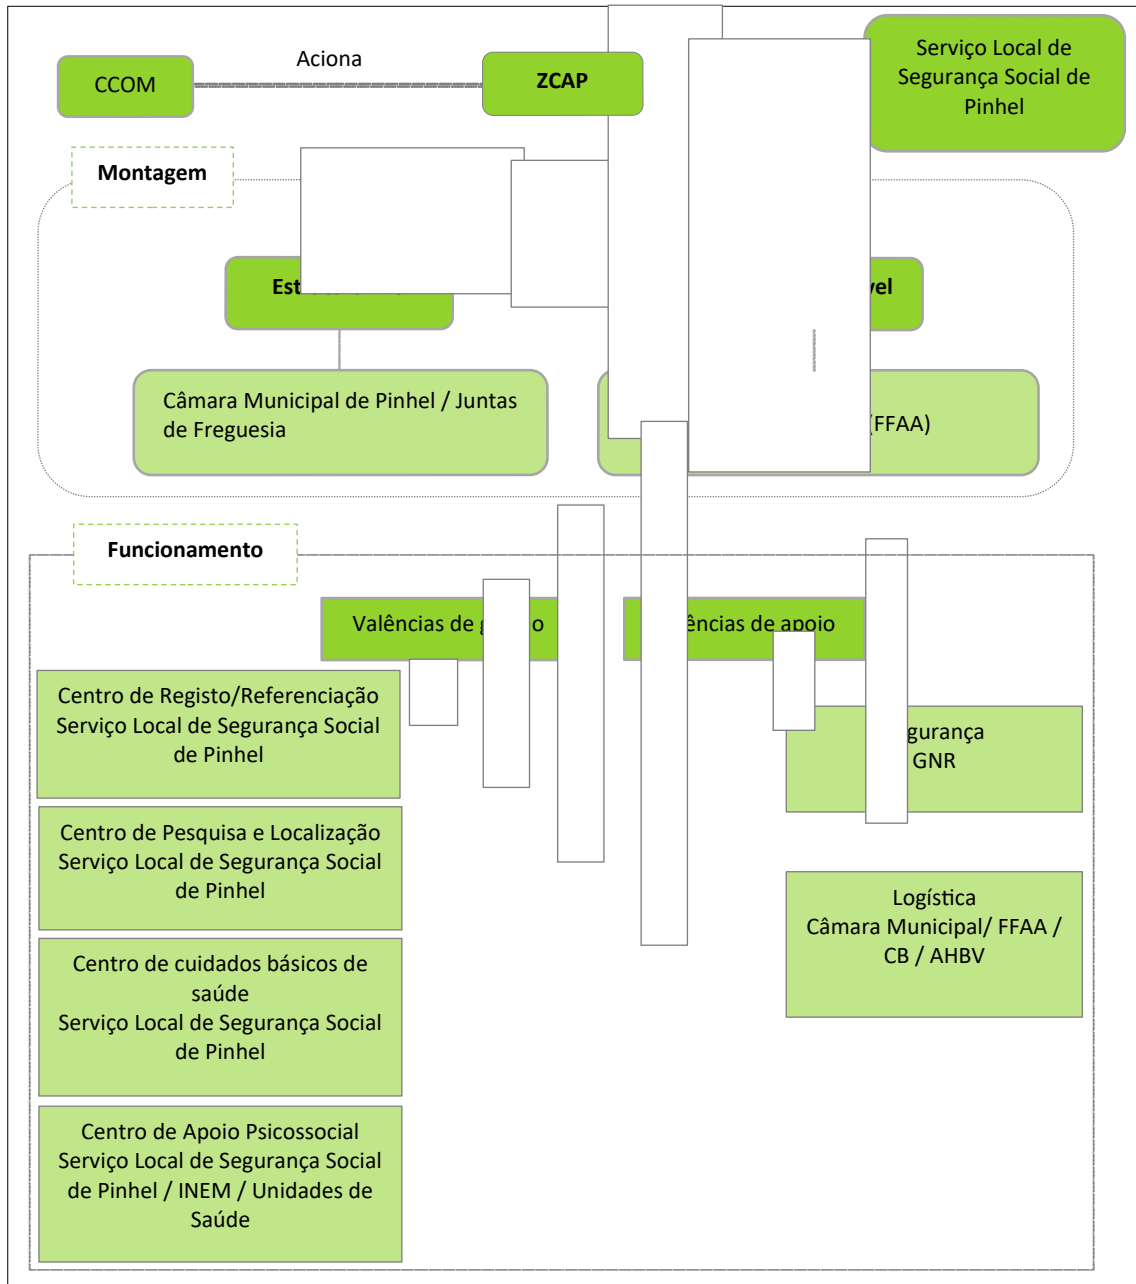 Aciona
CCOM
ZCAP
Serviço Local de
Segurança Social de
Pinhel
Montagem
Câmara Municipal de Pinhel / Juntas
de Freguesia
(FFAA)
Funcionamento
Valências de
de apoio
Centro de Registo/Referenciação
Serviço Local de Segurança Social
de Pinhel
GNR
Centro de Pesquisa e Localização
Serviço Local de Segurança Social
de Pinhel
Logística
Câmara Municipal/ FFAA /
CB / AHBV
Centro de cuidados básicos de
saúde
Serviço Local de Segurança Social
de Pinhel
Centro de Apoio Psicossocial
Serviço Local de Segurança Social
de Pinhel / INEM / Unidades de
Saúde